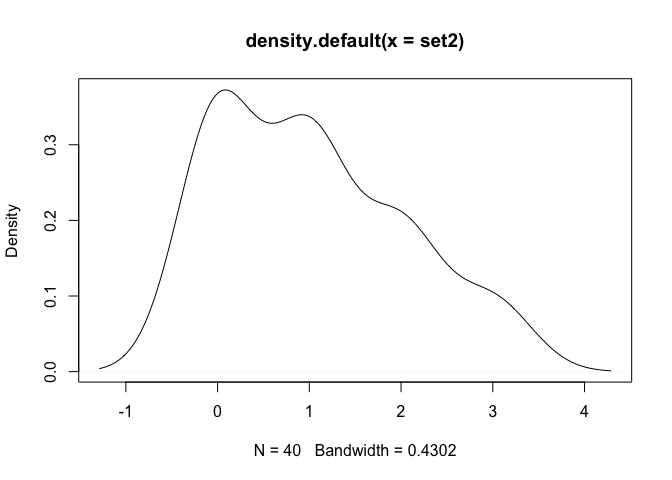 density.default(x = set2)
Density
0.0
0.1
0.2
0.3
-1 0 1 2 3 4
N = 40 Bandwidth = 0.4302